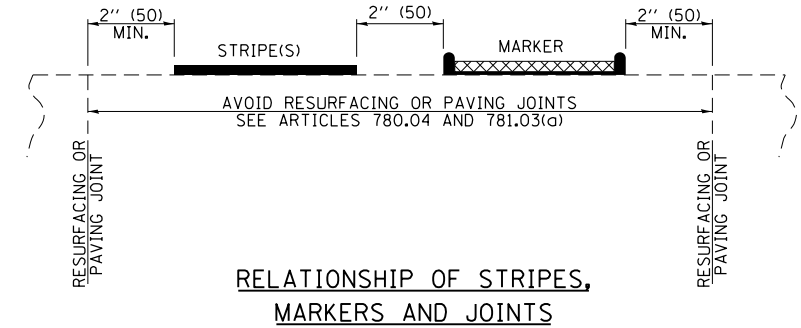 2'' (50)
MIN.
2'' (50)
2'' (50)
MIN.
STRIPE(S)
MARKER
AVOID RESURFACING OR PAVING JOINTS
SEE ARTICLES 780.04 AND 781.03(a)
RESURFACING OR
PAVING JOINT
RESURFACING OR
PAVING JOINT
RELATIONSHIP OF STRIPES,
MARKERS AND JOINTS